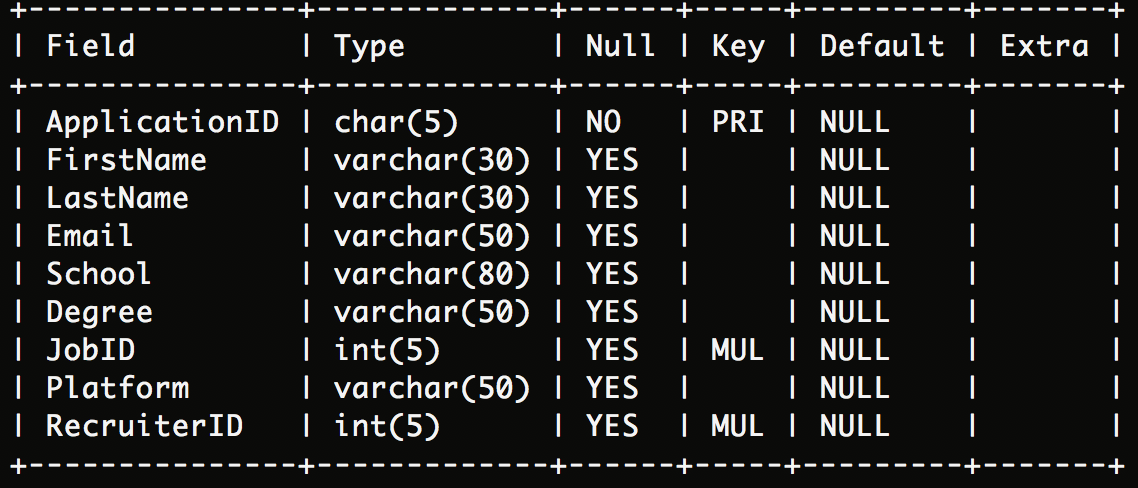 +---------------+-------------+------+-----+---------+-------+
| Field         | Type        | Null | Key | Default | Extra |
+---------------+-------------+------+-----+---------+-------+
| ApplicationID | char(5)     | NO   | PRI | NULL    |       |
| FirstName     | varchar(30) | YES  |     | NULL    |       |
| LastName      | varchar(30) | YES  |     | NULL    |       |
| Email         | varchar(50) | YES  |     | NULL    |       |
| School        | varchar(80) | YES  |     | NULL    |       |
| Degree        | varchar(50) | YES  |     | NULL    |       |
| JobID         | int(5)      | YES  | MUL | NULL    |       |
| Platform      | varchar(50) | YES  |     | NULL    |       |
| RecruiterID   | int(5)      | YES  | MUL | NULL    |       |
+---------------+-------------+------+-----+---------+-------+